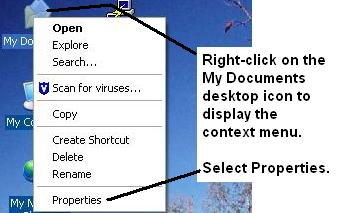 My Do
Open
Explore
Search...
Scan for viruses...
Copy
Create Shortcut
Delete
Rename
Properties
My Co
My N
Right-click on the
My Documents
desktop icon to
display the
context menu.
Select Properties.